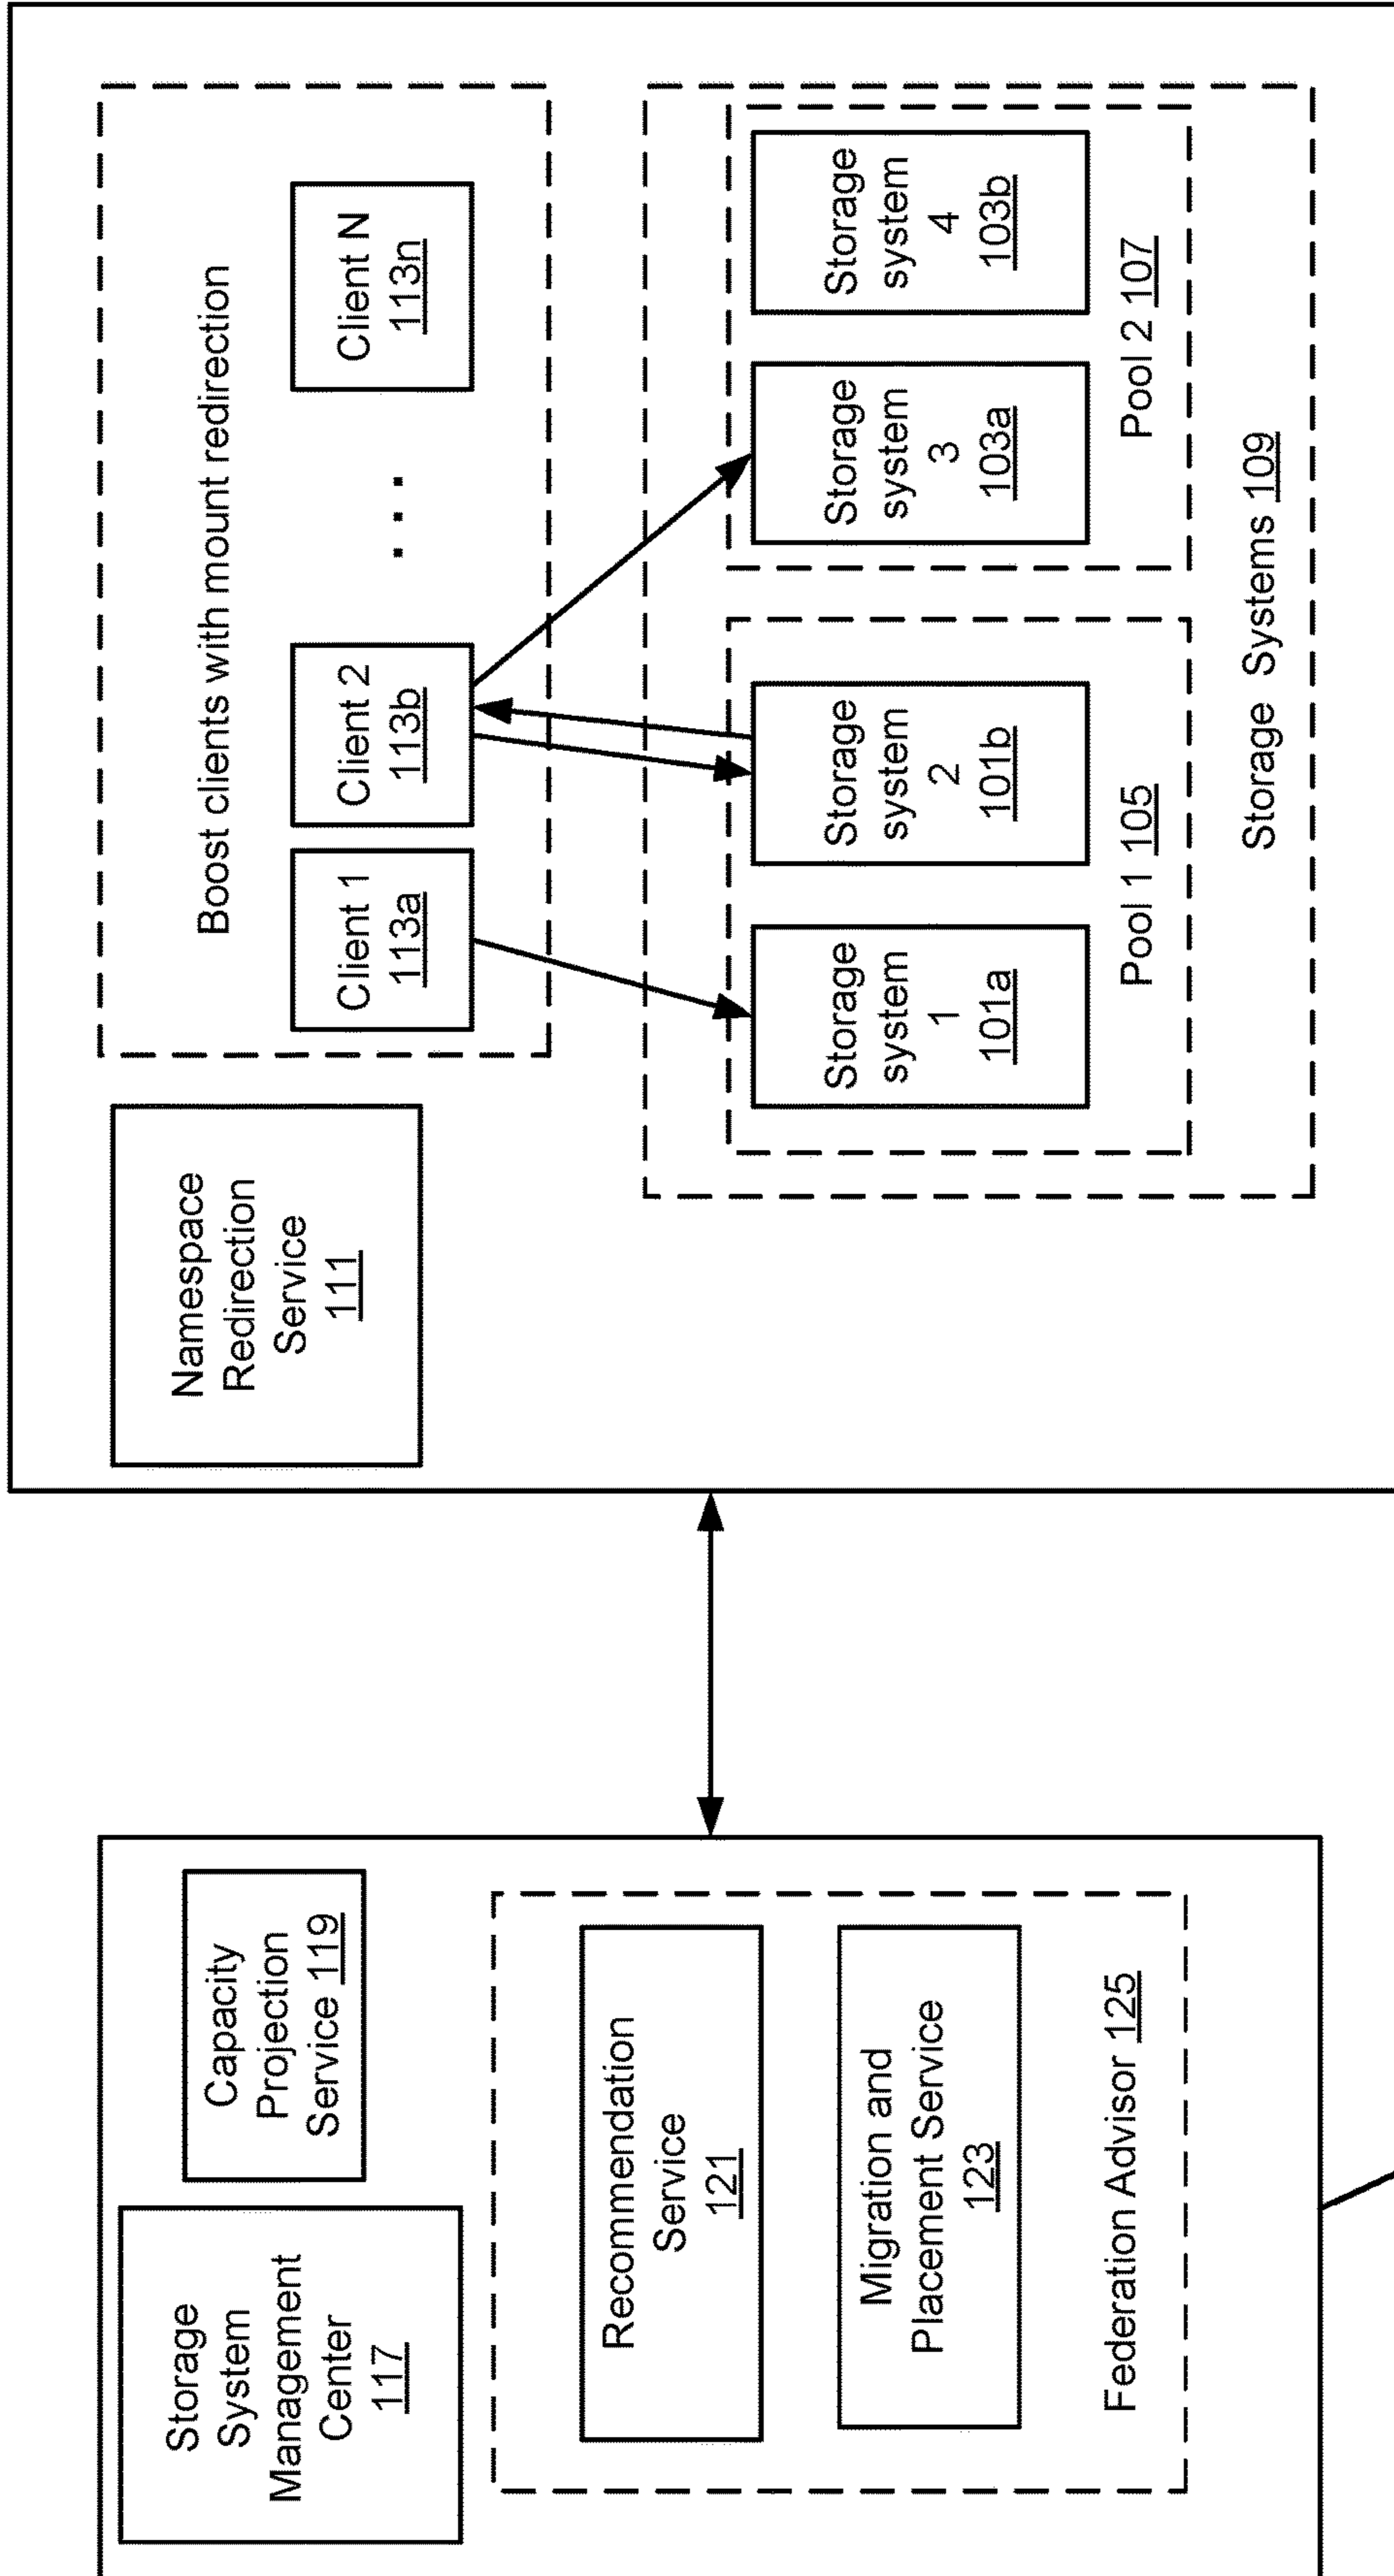 Storage
System
Management
Center
117
Capacity
Projection
Service 119
Recommendation
Service
121
Migration and
Placement Service
123
Federation Advisor 125
Namespace
Redirection
Service
111
Boost clients with mount redirection
Client 1
113a
Client 2
113b
. . .
Client N
113n
Storage
system
1
101a
Storage
system
2
101b
Pool 1 105
Storage
system
3
103a
Storage
system
4
103b
Pool 2 107
Storage Systems 109